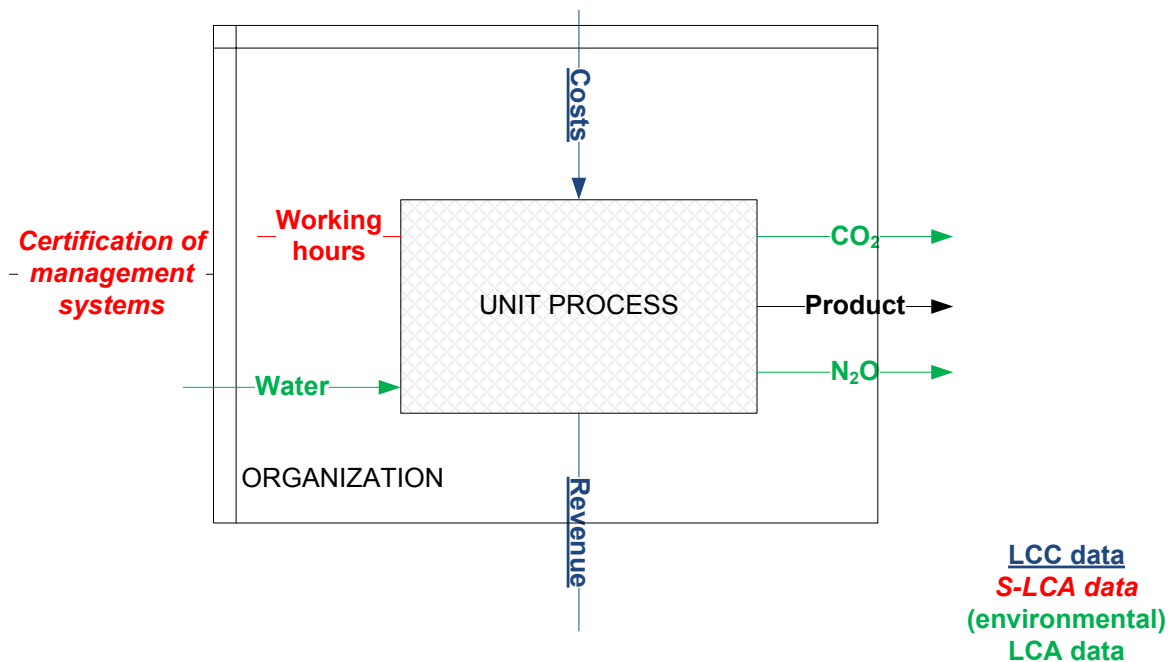 Costs
Working
hours
CO₂
Certification of
management
systems
UNIT PROCESS
Product
Water
N₂O
ORGANIZATION
Revenue
LCC data
S-LCA data
(environmental)
LCA data